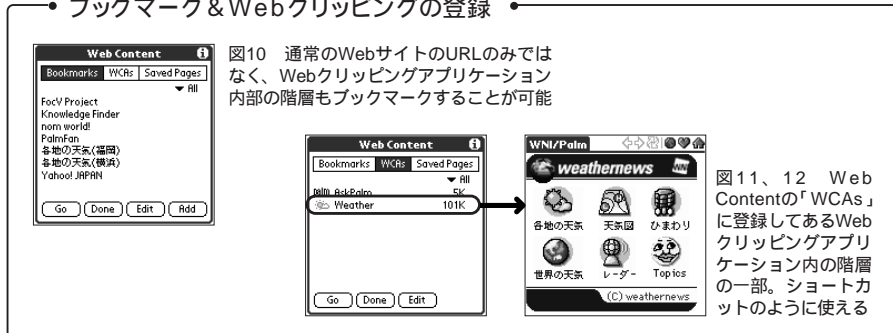 ブックマーク＆Webクリッピングの登録
Web Content
Bookmarks WCAs Saved Pages
All
FocV Project
Knowledge Finder
nom world!
PalmFan
各地の天気(福岡)
各地の天気(横浜)
Yahoo! JAPAN
Go Done Edit Add
図10　通常のWebサイトのURLのみでは
なく、Webクリッピングアプリケーション
内部の階層もブックマークすることが可能
Web Content
Bookmarks WCAs Saved Pages
All
AskPalm 5K
Weather 101K
Go Done Edit
WNI/Palm
weathernews
各地の天気 天気図 ひまわり
世界の天気 レーダー Topics
(C) weathernews
図11、12　Web
Contentの「WCAs」
に登録してあるWeb
クリッピングアプリ
ケーション内の階層
の一部。ショートカ
ットのように使える